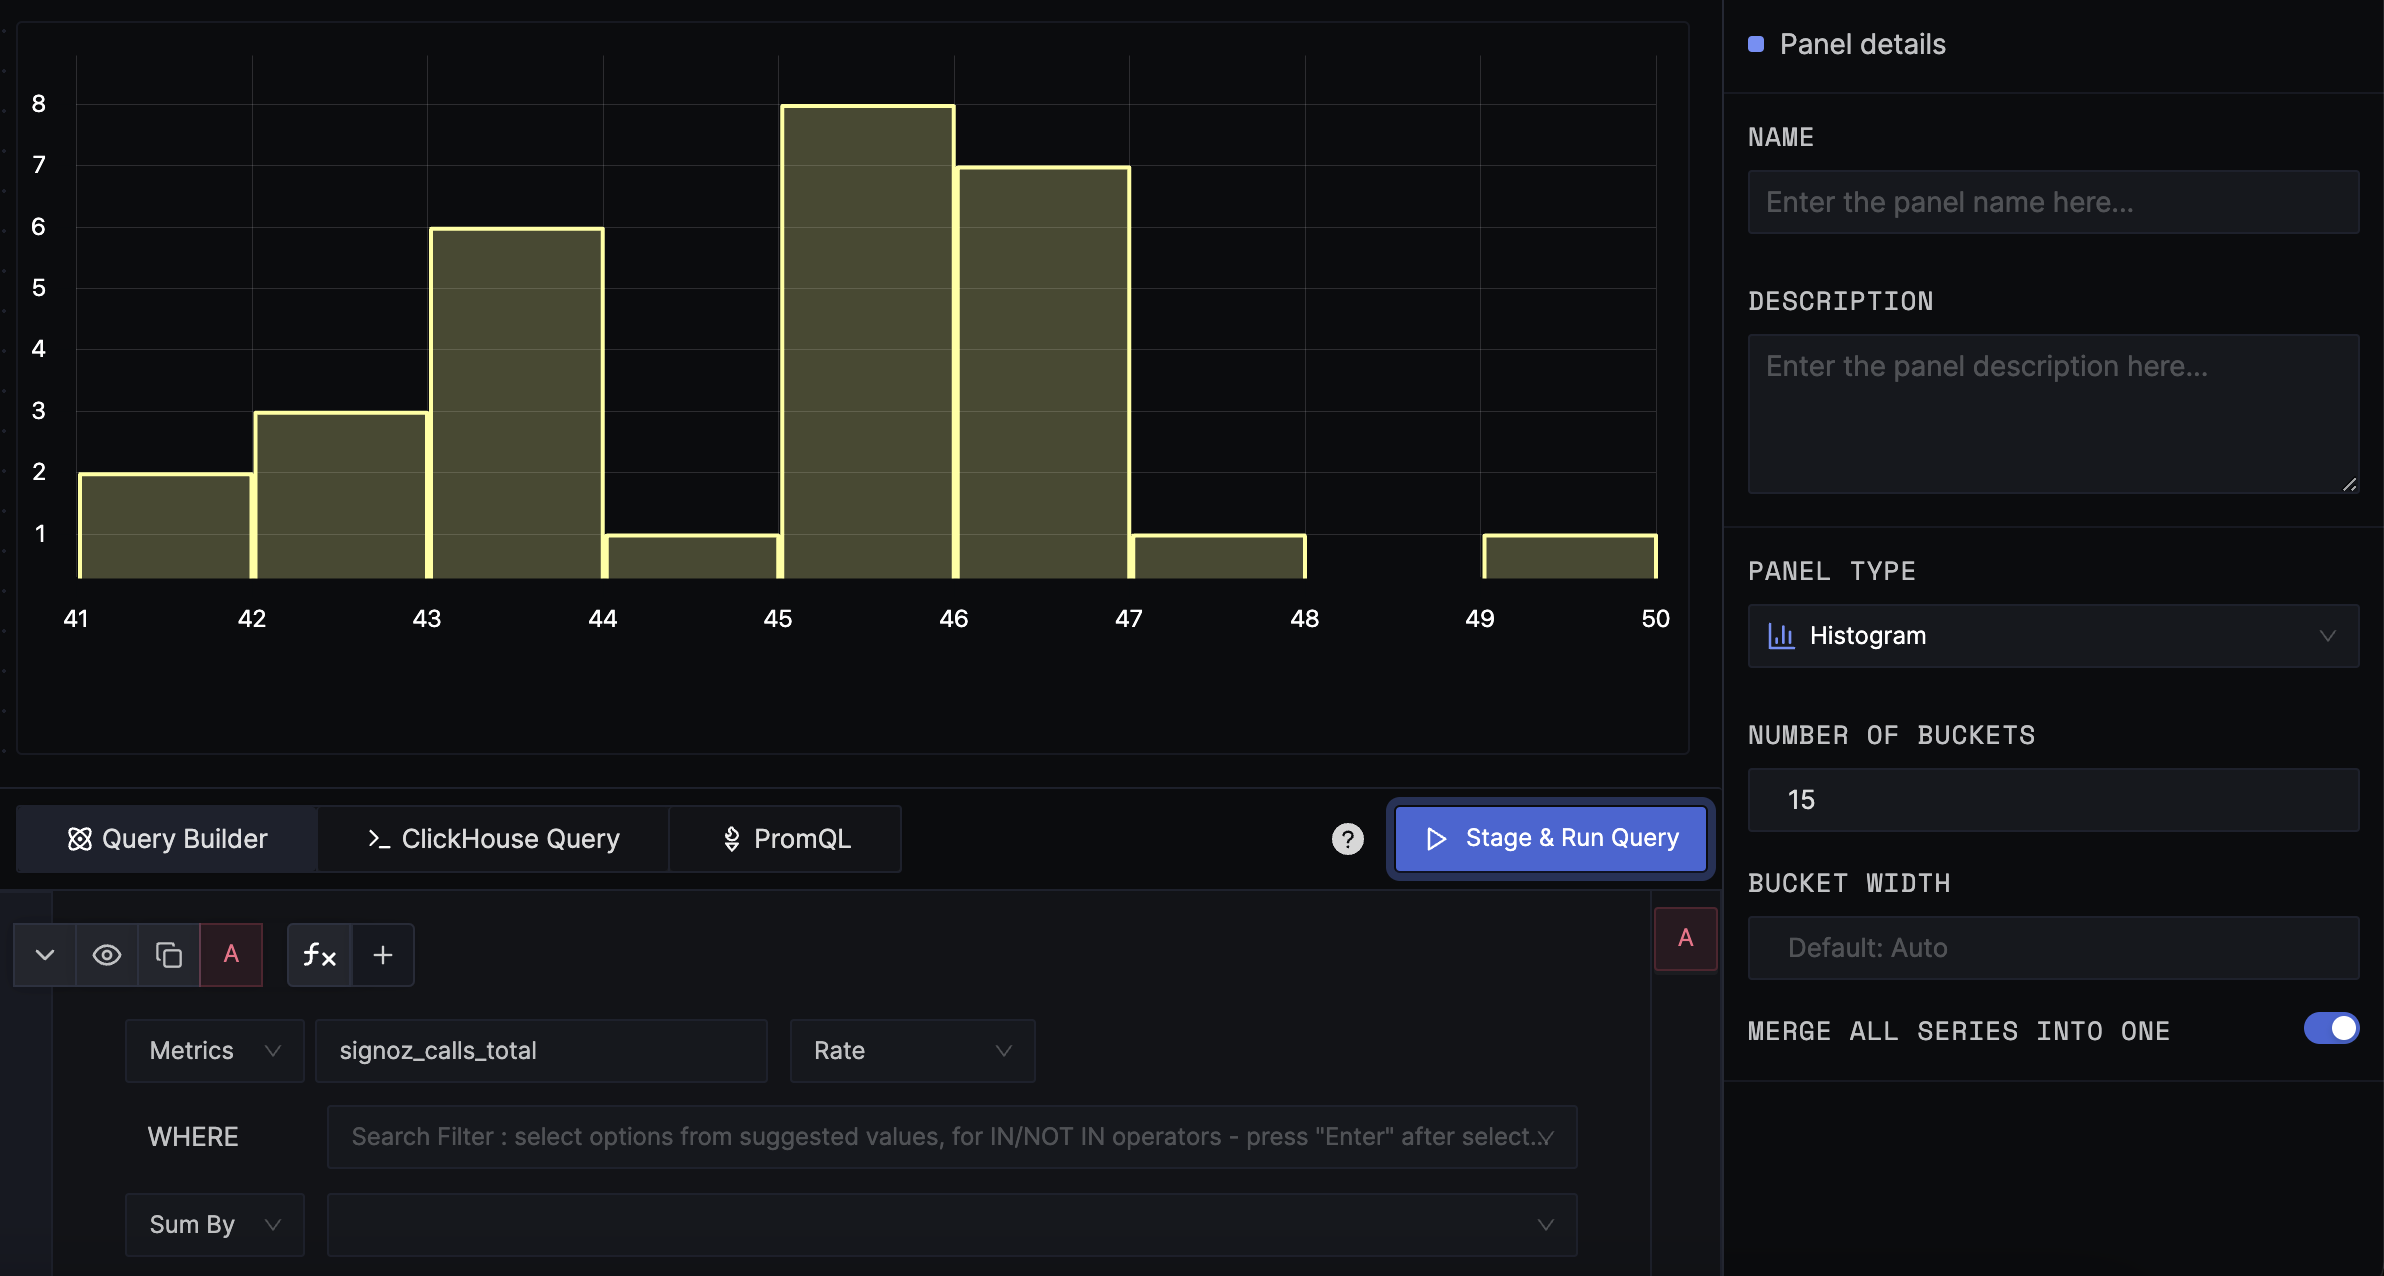 8
7
6
5
4
3
2
1
41 42 43 44 45 46 47 48 49 50
Query Builder
ClickHouse Query
PromQL
?
Stage & Run Query
A
fx
+
A
Metrics
signoz_calls_total
Rate
WHERE
Search Filter : select options from suggested values, for IN/NOT IN operators - press "Enter" after select...
Sum By
Panel details
NAME
Enter the panel name here...
DESCRIPTION
Enter the panel description here...
PANEL TYPE
Histogram
NUMBER OF BUCKETS
15
BUCKET WIDTH
Default: Auto
MERGE ALL SERIES INTO ONE